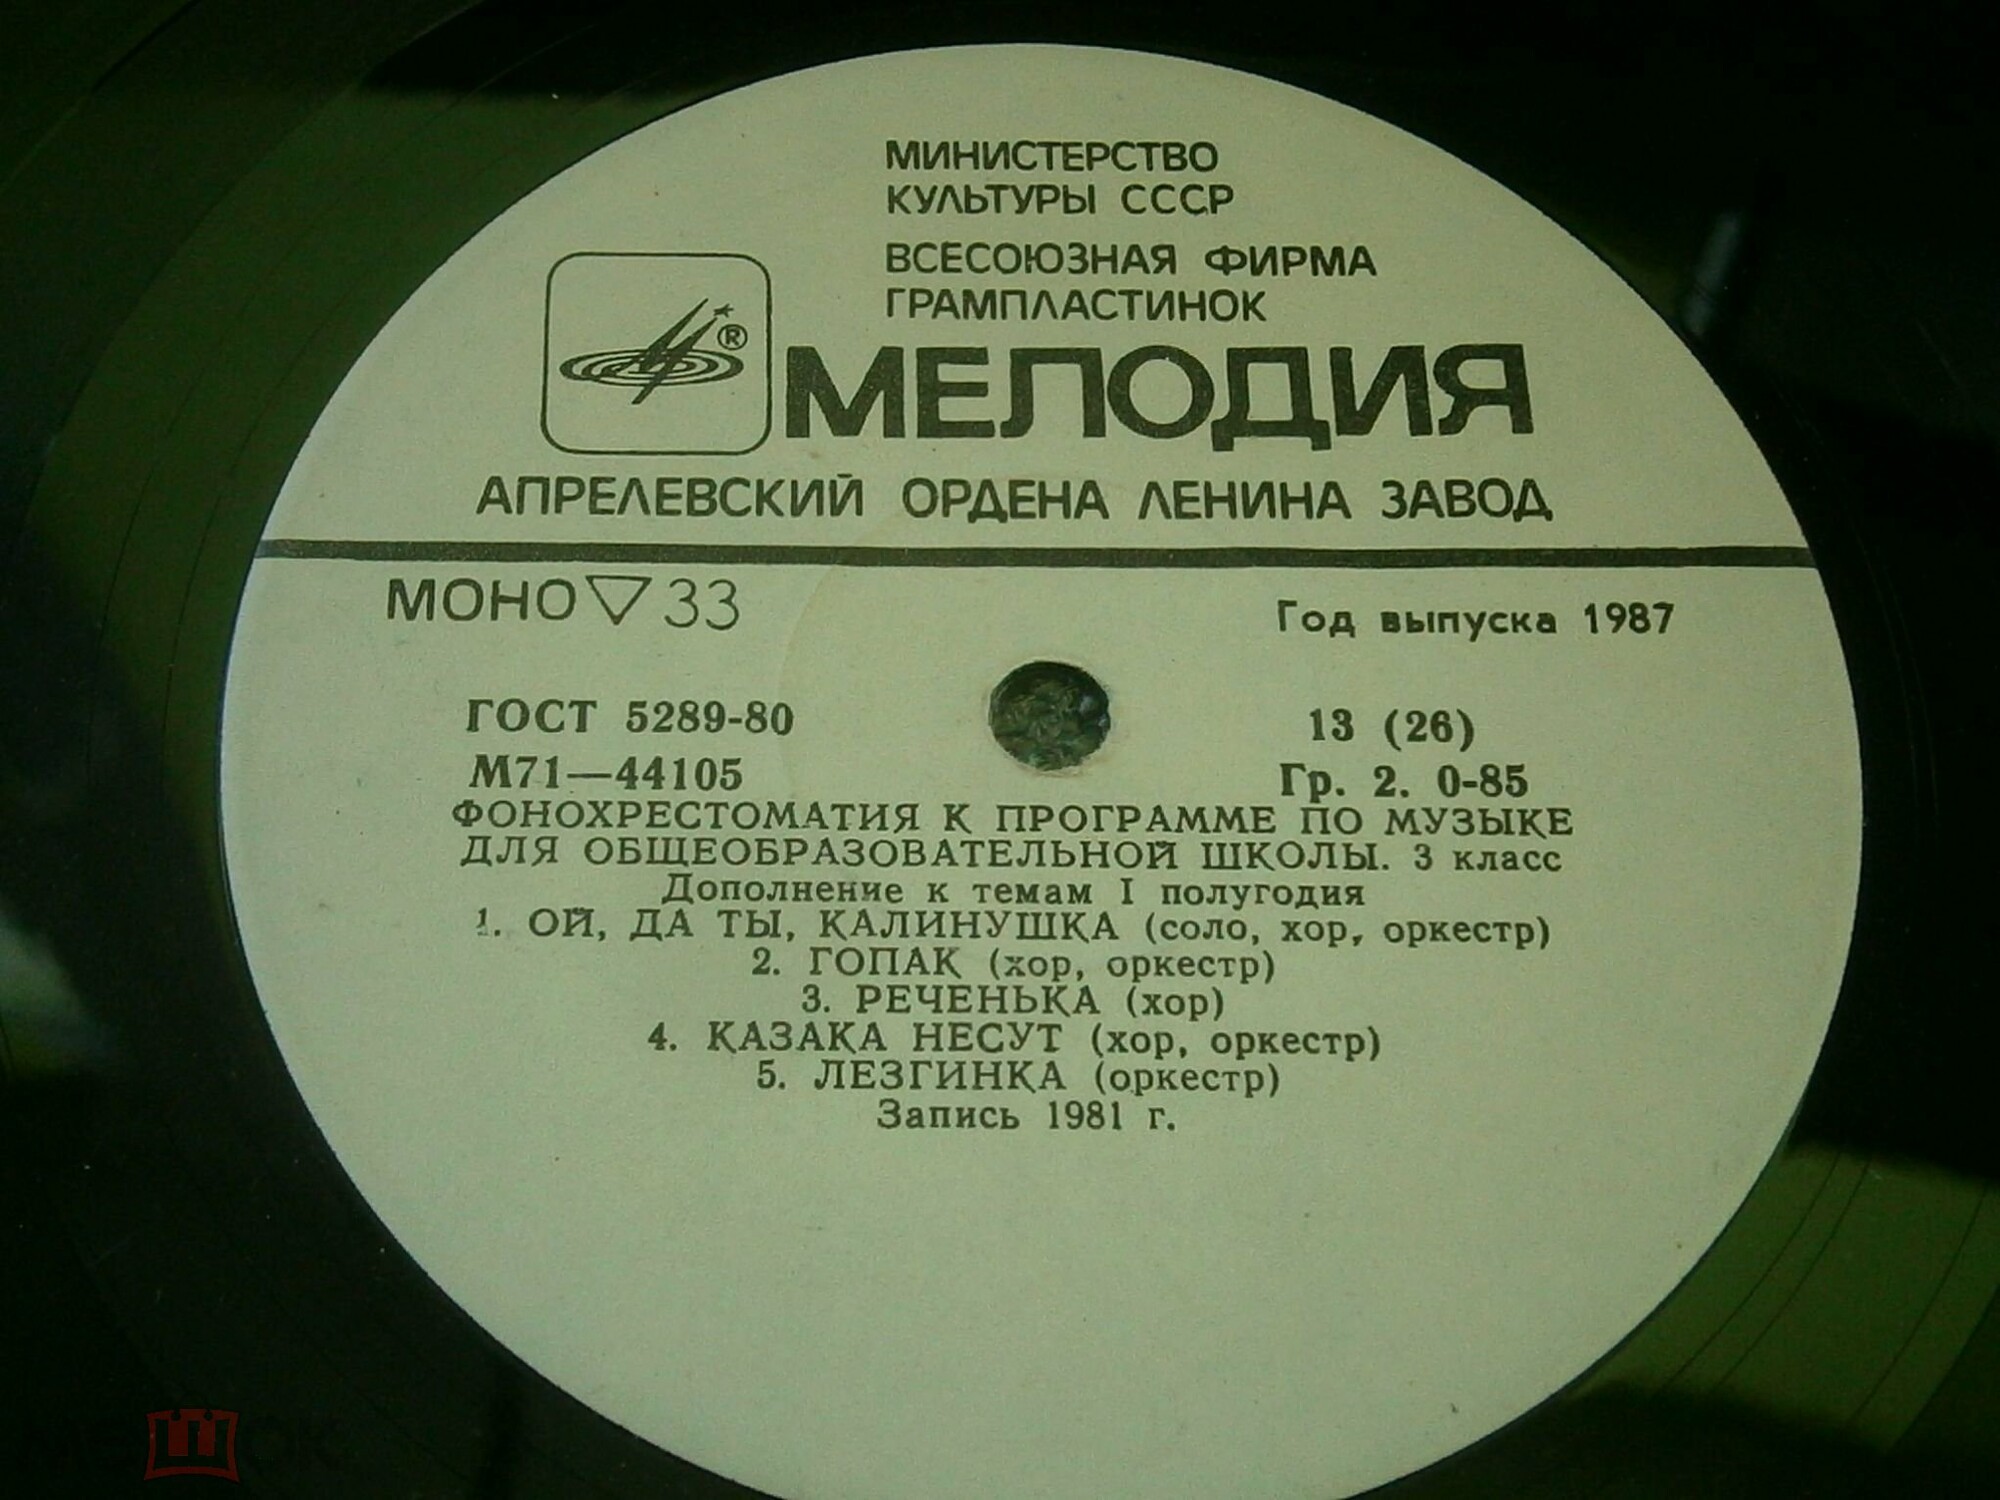 МИНИСТЕРСТВО
КУЛЬТУРЫ СССР
ВСЕСОЮЗНАЯ ФИРМА
ГРАМПЛАСТИНОК
®
МЕЛОДИЯ
АПРЕЛЕВСКИЙ ОРДЕНА ЛЕНИНА ЗАВОД
МОНО ▽ 33
Год выпуска 1987
ГОСТ 5289-80
13 (26)
М71—44105
Гр. 2. 0-85
ФОНОХРЕСТОМАТИЯ К ПРОГРАММЕ ПО МУЗЫКЕ
ДЛЯ ОБЩЕОБРАЗОВАТЕЛЬНОЙ ШКОЛЫ. 3 класс
Дополнение к темам I полугодия
1. ОЙ, ДА ТЫ, КАЛИНУШКА (соло, хор, оркестр)
2. ГОПАК (хор, оркестр)
3. РЕЧЕНЬКА (хор)
4. КАЗАКА НЕСУТ (хор, оркестр)
5. ЛЕЗГИНКА (оркестр)
Запись 1981 г.